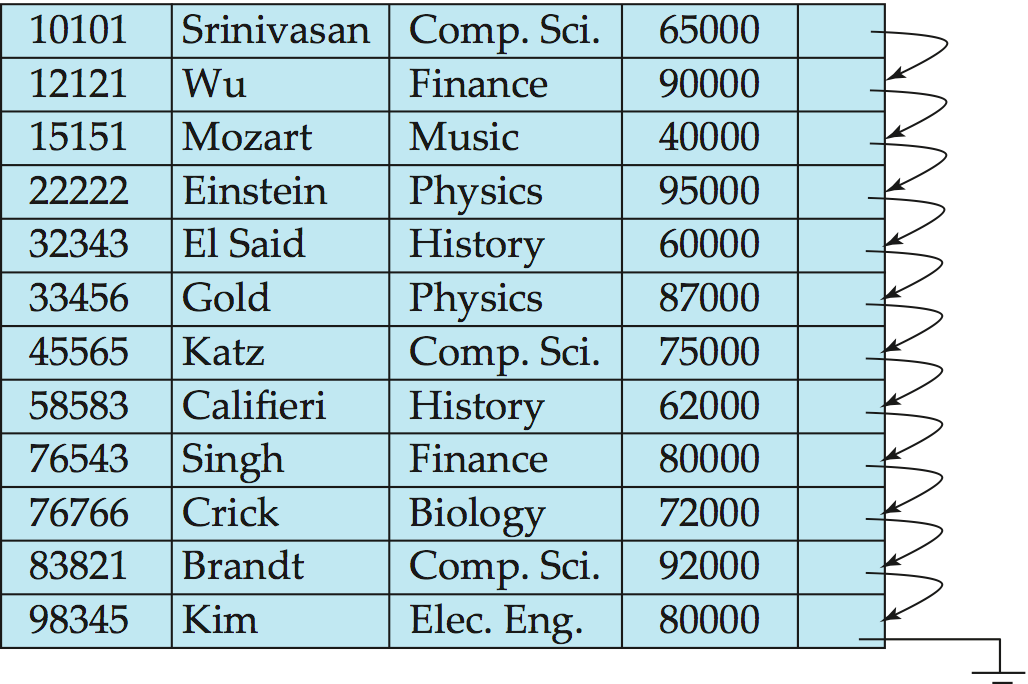 10101 Srinivasan Comp. Sci. 65000
12121 Wu Finance 90000
15151 Mozart Music 40000
22222 Einstein Physics 95000
32343 El Said History 60000
33456 Gold Physics 87000
45565 Katz Comp. Sci. 75000
58583 Califieri History 62000
76543 Singh Finance 80000
76766 Crick Biology 72000
83821 Brandt Comp. Sci. 92000
98345 Kim Elec. Eng. 80000